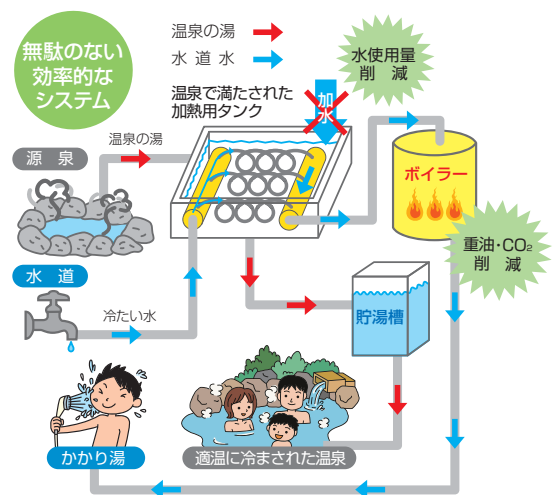 無駄のない
効率的な
システム
温泉の湯
水道水
水使用量
削減
温泉で満たされた
加熱用タンク
加水
温泉の湯
源泉
ボイラー
重油・CO₂
削減
水道
冷たい水
貯湯槽
かかり湯
適温に冷まされた温泉